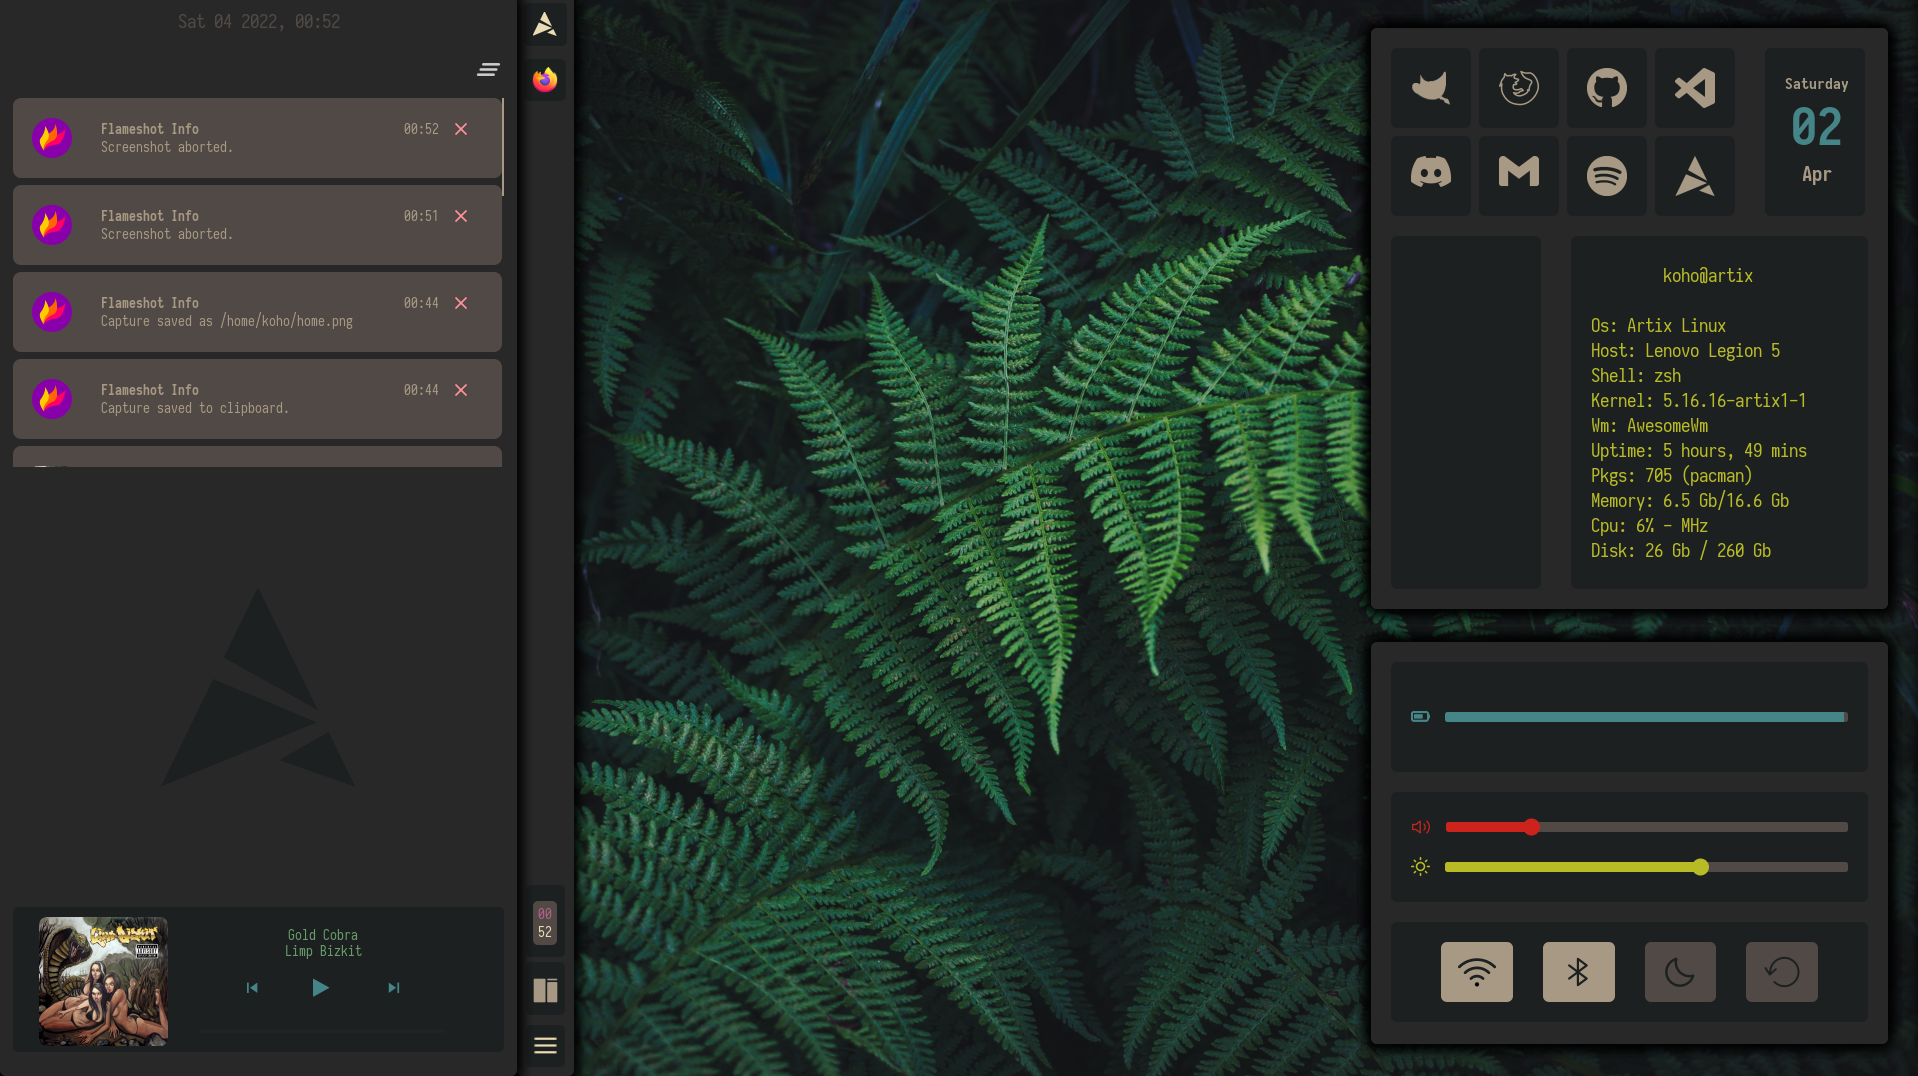 Sat 04 2022, 00:52
Flameshot Info 00:52
Screenshot aborted.
Flameshot Info 00:51
Screenshot aborted.
Flameshot Info 00:44
Capture saved as /home/koho/home.png
Flameshot Info 00:44
Capture saved to clipboard.
Gold Cobra
Limp Bizkit
00
52
Saturday
02
Apr
koho@artix
Os: Artix Linux
Host: Lenovo Legion 5
Shell: zsh
Kernel: 5.16.16-artix1-1
Wm: AwesomeWm
Uptime: 5 hours, 49 mins
Pkgs: 705 (pacman)
Memory: 6.5 Gb/16.6 Gb
Cpu: 6% - MHz
Disk: 26 Gb / 260 Gb